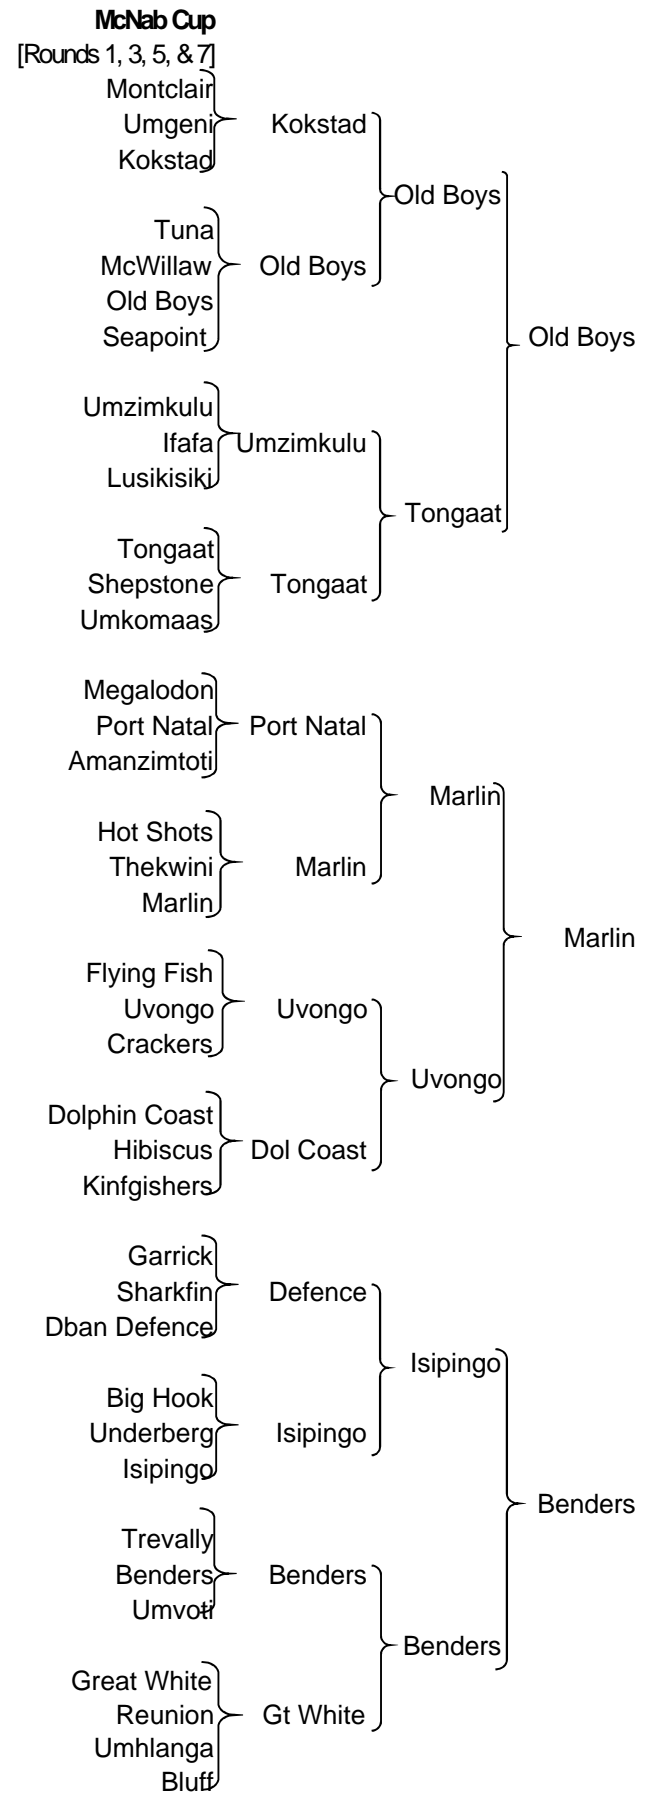 McNab Cup
[Rounds 1, 3, 5, & 7]
Montclair
Umgeni Kokstad
Kokstad
Old Boys
Tuna
McWillaw Old Boys
Old Boys
Seapoint Old Boys
Umzimkulu
Ifafa Umzimkulu
Lusikisiki
Tongaat
Tongaat
Shepstone Tongaat
Umkomaas
Megalodon
Port Natal Port Natal
Amanzimtoti
Marlin
Hot Shots
Thekwini Marlin
Marlin
Marlin
Flying Fish
Uvongo Uvongo
Crackers
Uvongo
Dolphin Coast
Hibiscus Dol Coast
Kinfgishers
Garrick
Sharkfin Defence
Dban Defence
Isipingo
Big Hook
Underberg Isipingo
Isipingo
Benders
Trevally
Benders Benders
Umvoti
Benders
Great White
Reunion Gt White
Umhlanga
Bluff